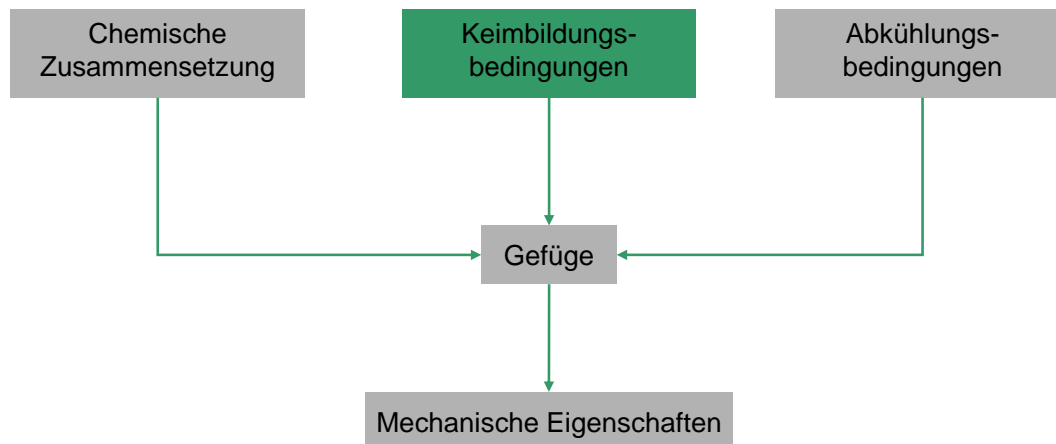 Chemische
Zusammensetzung
Keimbildungs-
bedingungen
Abkühlungs-
bedingungen
Gefüge
Mechanische Eigenschaften